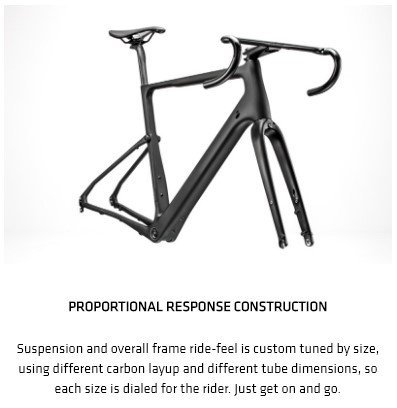 PROPORTIONAL RESPONSE CONSTRUCTION
Suspension and overall frame ride-feel is custom tuned by size,
using different carbon layup and different tube dimensions, so
each size is dialed for the rider. Just get on and go.